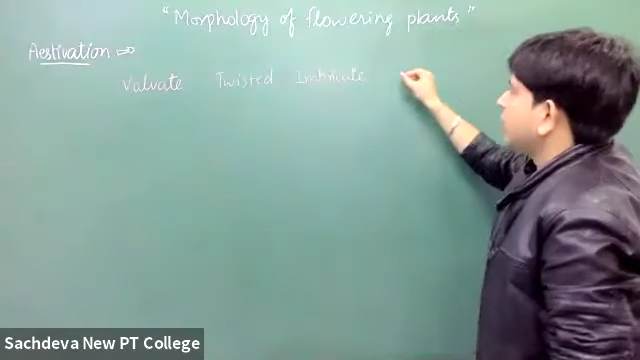 "Morphology of flowering plants"
Aestivation ⇒
Valvate Twisted Imbricate
Sachdeva New PT College